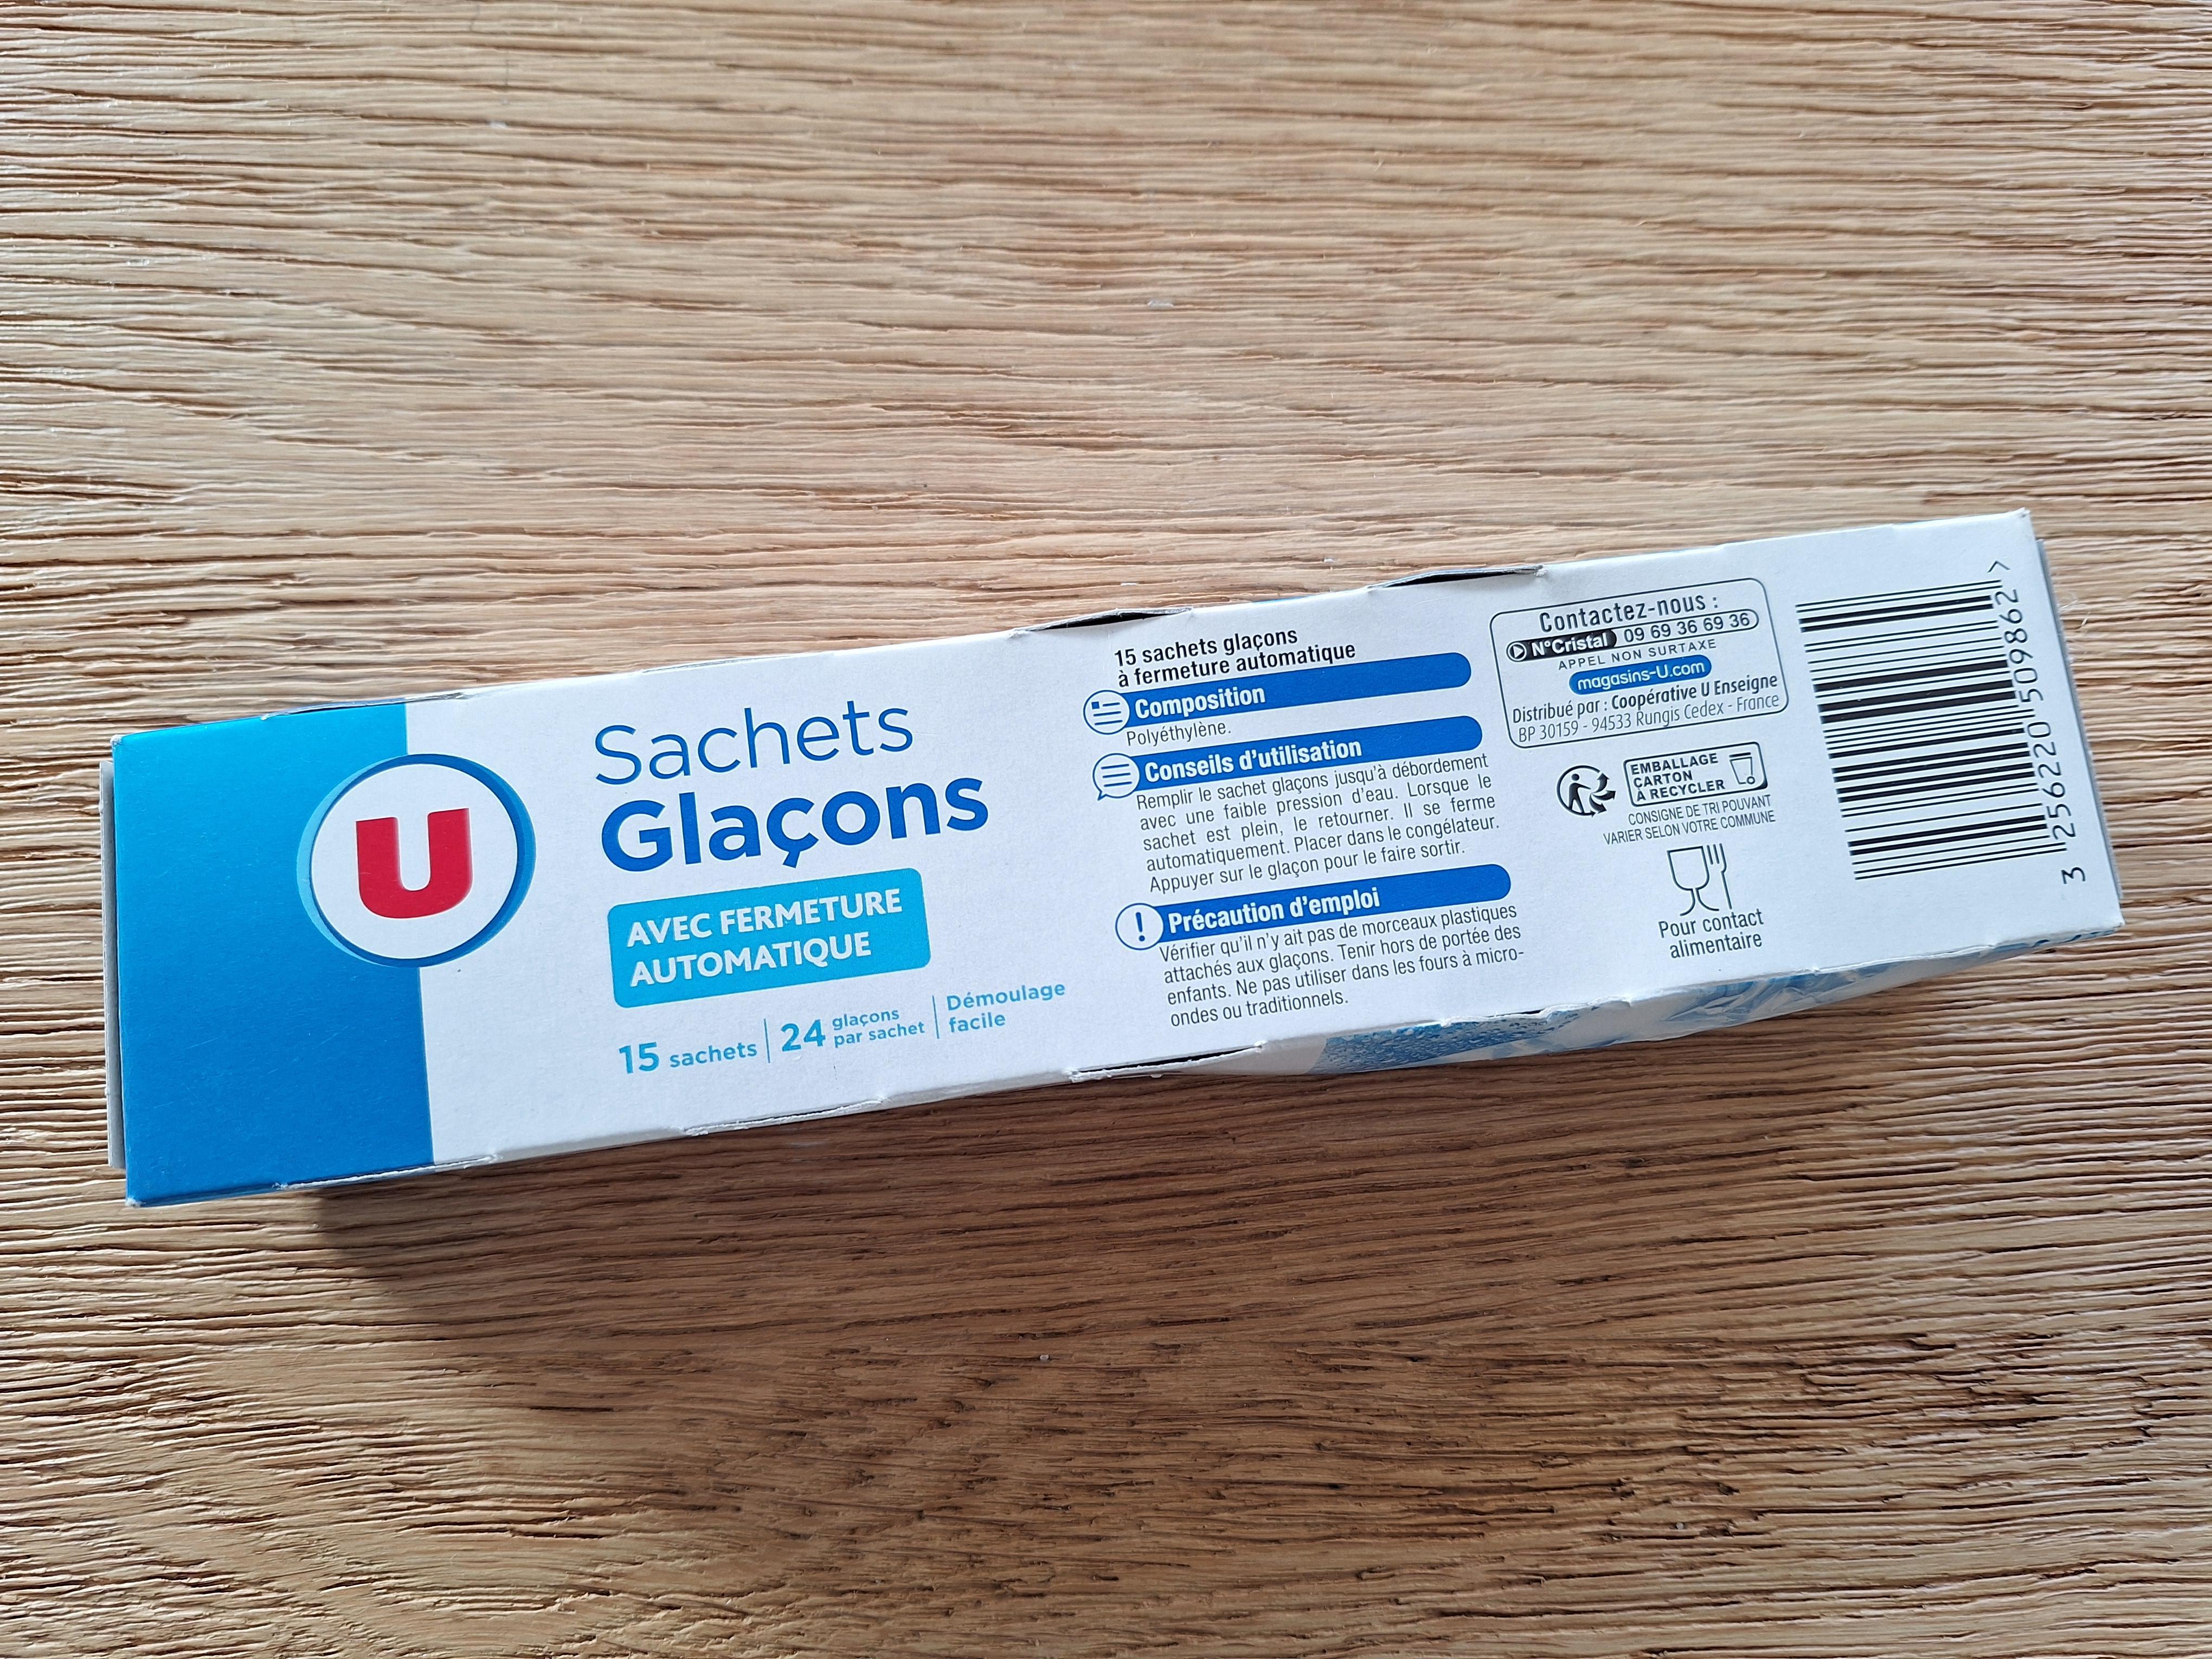 U
Sachets
Glaçons
AVEC FERMETURE
AUTOMATIQUE
15 sachets
24 glaçons
par sachet
Démoulage
facile
15 sachets glaçons
à fermeture automatique
Composition
Polyéthylène.
Conseils d'utilisation
Remplir le sachet glaçons jusqu'à débordement
avec une faible pression d'eau. Lorsque le
sachet est plein, le retourner. Il se ferme
automatiquement. Placer dans le congélateur.
Appuyer sur le glaçon pour le faire sortir.
! Précaution d'emploi
Vérifier qu'il n'y ait pas de morceaux plastiques
attachés aux glaçons. Tenir hors de portée des
enfants. Ne pas utiliser dans les fours à micro-
ondes ou traditionnels.
Contactez-nous :
N°Cristal 09 69 36 69 36
APPEL NON SURTAXE
magasins-U.com
Distribué par : Coopérative U Enseigne
BP 30159 - 94533 Rungis Cedex - France
EMBALLAGE
CARTON
À RECYCLER
CONSIGNE DE TRI POUVANT
VARIER SELON VOTRE COMMUNE
Pour contact
alimentaire
3 256220 509862 >